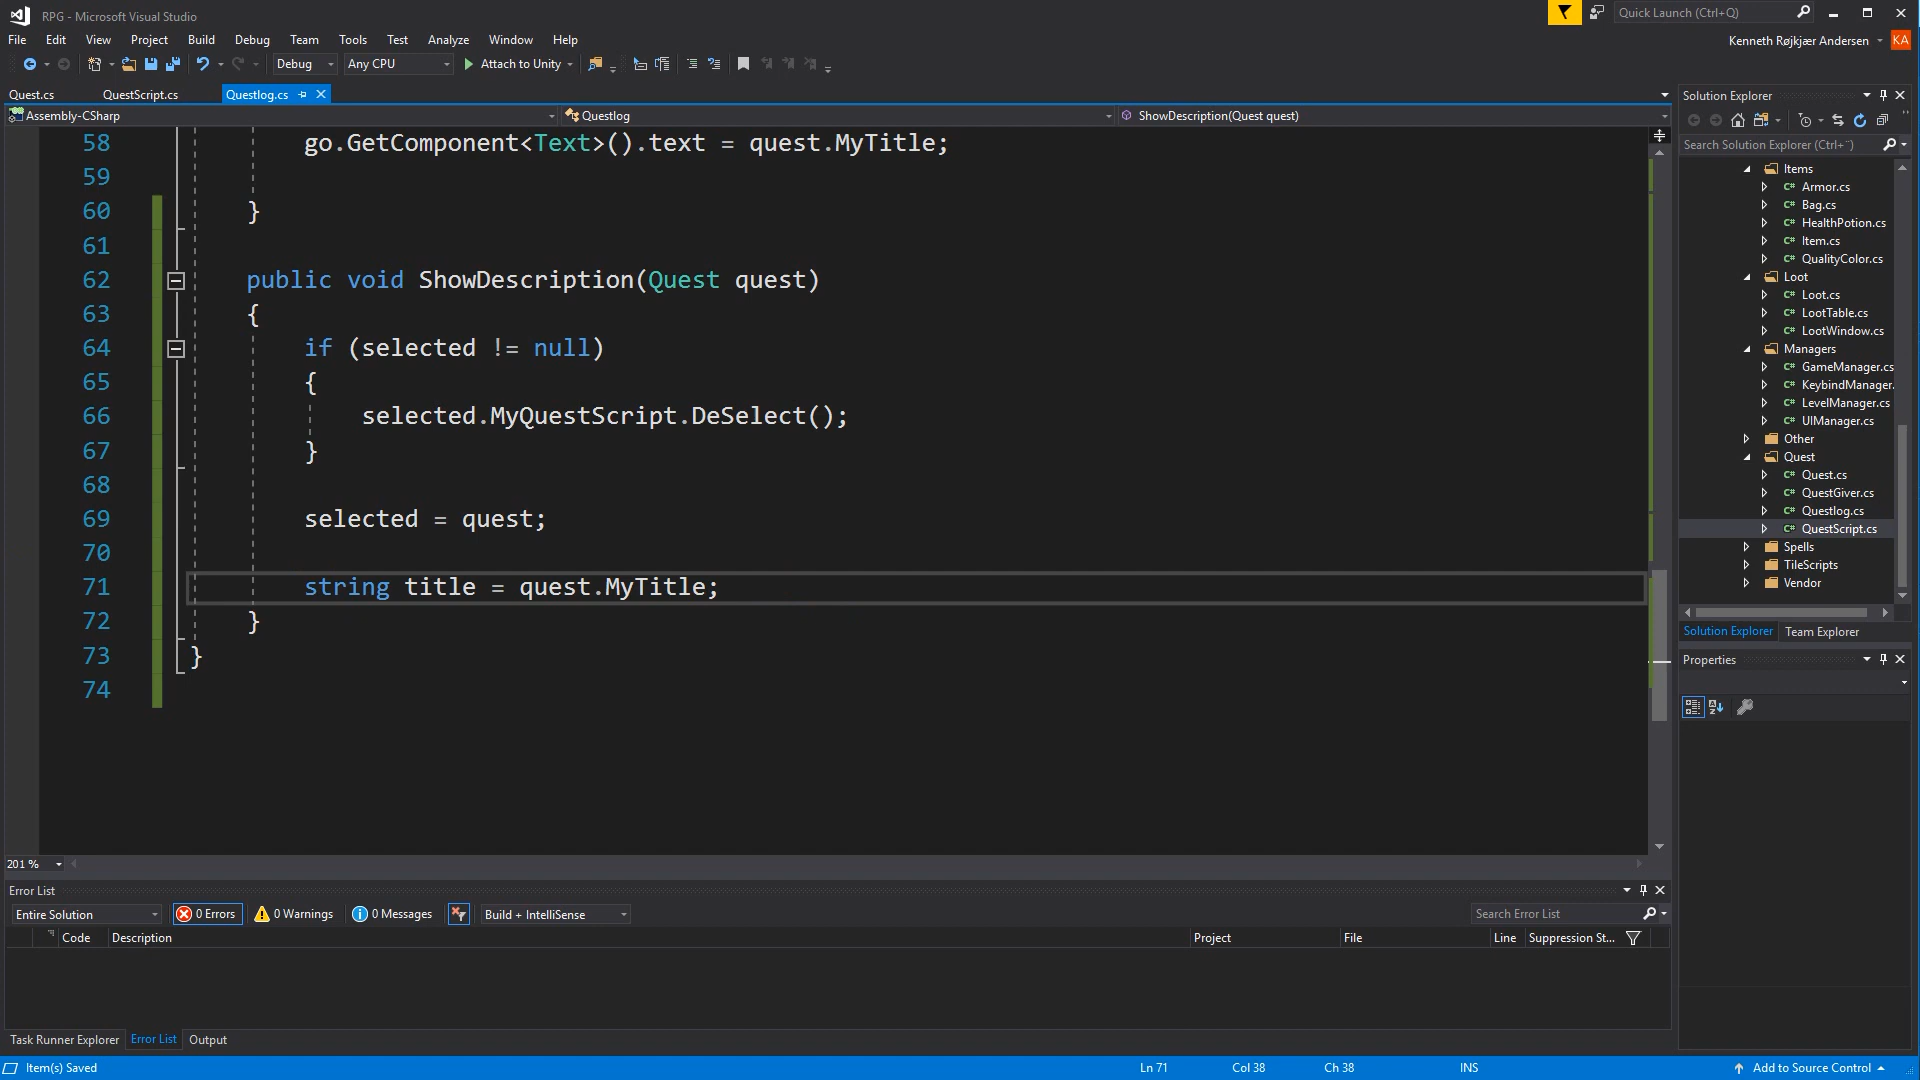 RPG - Microsoft Visual Studio
Quick Launch (Ctrl+Q)
File Edit View Project Build Debug Team Tools Test Analyze Window Help
Kenneth Røjkjær Andersen KA
Debug Any CPU Attach to Unity
Quest.cs QuestScript.cs Questlog.cs
Assembly-CSharp Questlog ShowDescription(Quest quest)
58 go.GetComponent<Text>().text = quest.MyTitle;
59
60 }
61
62 public void ShowDescription(Quest quest)
63 {
64 if (selected != null)
65 {
66 selected.MyQuestScript.DeSelect();
67 }
68
69 selected = quest;
70
71 string title = quest.MyTitle;
72 }
73 }
74
201 %
Solution Explorer
Search Solution Explorer (Ctrl+¨)
Items
C# Armor.cs
C# Bag.cs
C# HealthPotion.cs
C# Item.cs
C# QualityColor.cs
Loot
C# Loot.cs
C# LootTable.cs
C# LootWindow.cs
Managers
C# GameManager.cs
C# KeybindManager.
C# LevelManager.cs
C# UIManager.cs
Other
Quest
C# Quest.cs
C# QuestGiver.cs
C# Questlog.cs
C# QuestScript.cs
Spells
TileScripts
Vendor
Solution Explorer Team Explorer
Properties
Error List
Entire Solution 0 Errors 0 Warnings 0 Messages Build + IntelliSense Search Error List
Code Description Project File Line Suppression St...
Task Runner Explorer Error List Output
Item(s) Saved Ln 71 Col 38 Ch 38 INS Add to Source Control